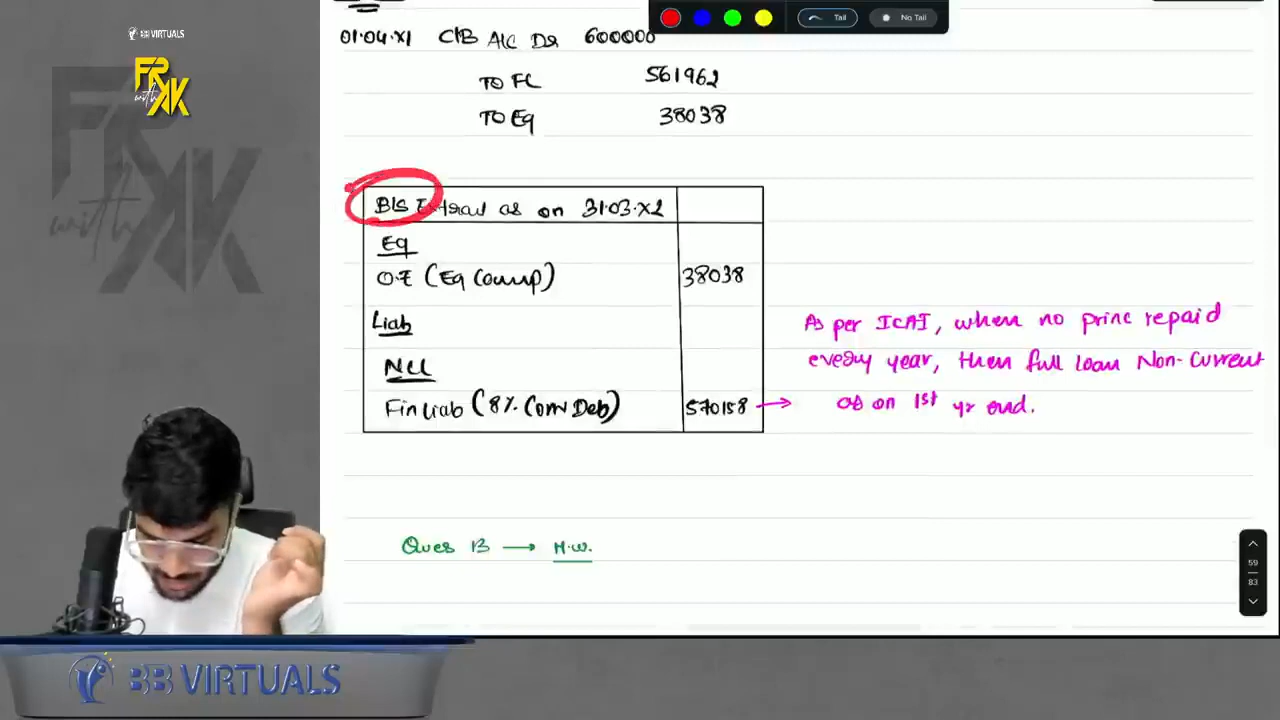 BB VIRTUALS
FR
with
KK
Tail
No Tail
01.04.X1 C/B A/C Dr 600000
TO FL 561962
TO Eq 38038
B/S Extract as on 31.03.X2
Eq
O.E (Eq Comp) 38038
Liab
NCL
Fin Liab (8% Conv Deb) 570158 →
As per ICAI, when no princ repaid
every year, then full loan Non-Current
as on 1st yr end.
Ques 13 → H.W.
59
83
BB VIRTUALS